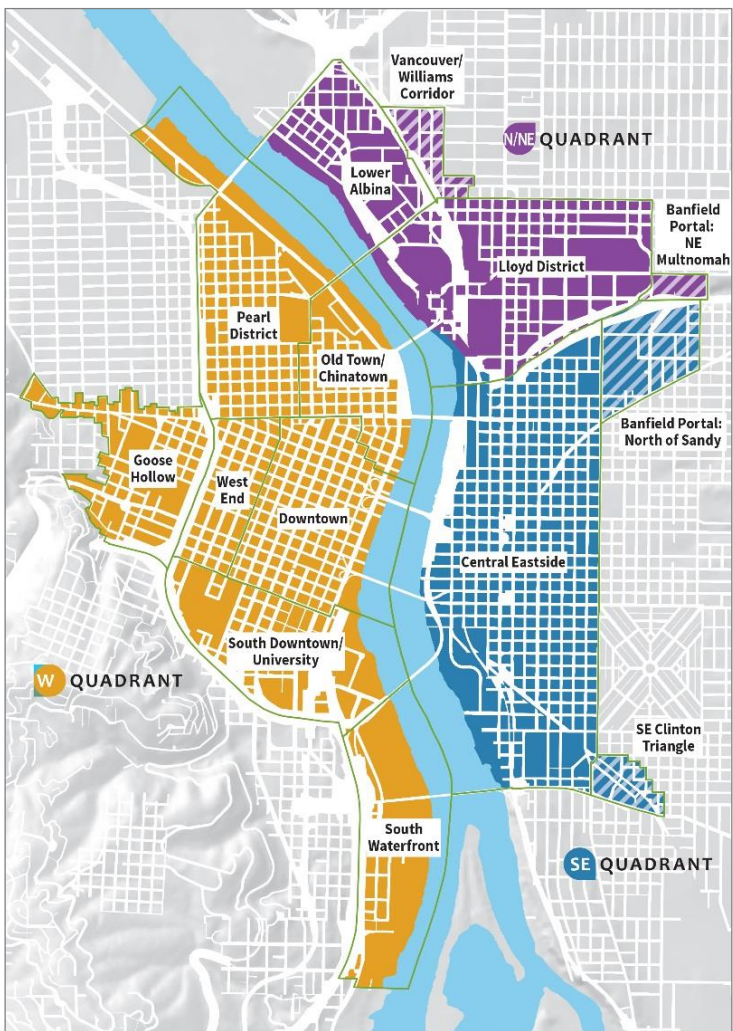 Vancouver/
Williams
Corridor
N/NE QUADRANT
Lower
Albina
Banfield
Portal:
NE
Multnomah
Lloyd District
Pearl
District
Old Town/
Chinatown
Banfield Portal:
North of Sandy
Goose
Hollow
West
End
Downtown
Central Eastside
South Downtown/
University
W QUADRANT
SE Clinton
Triangle
South
Waterfront
SE QUADRANT